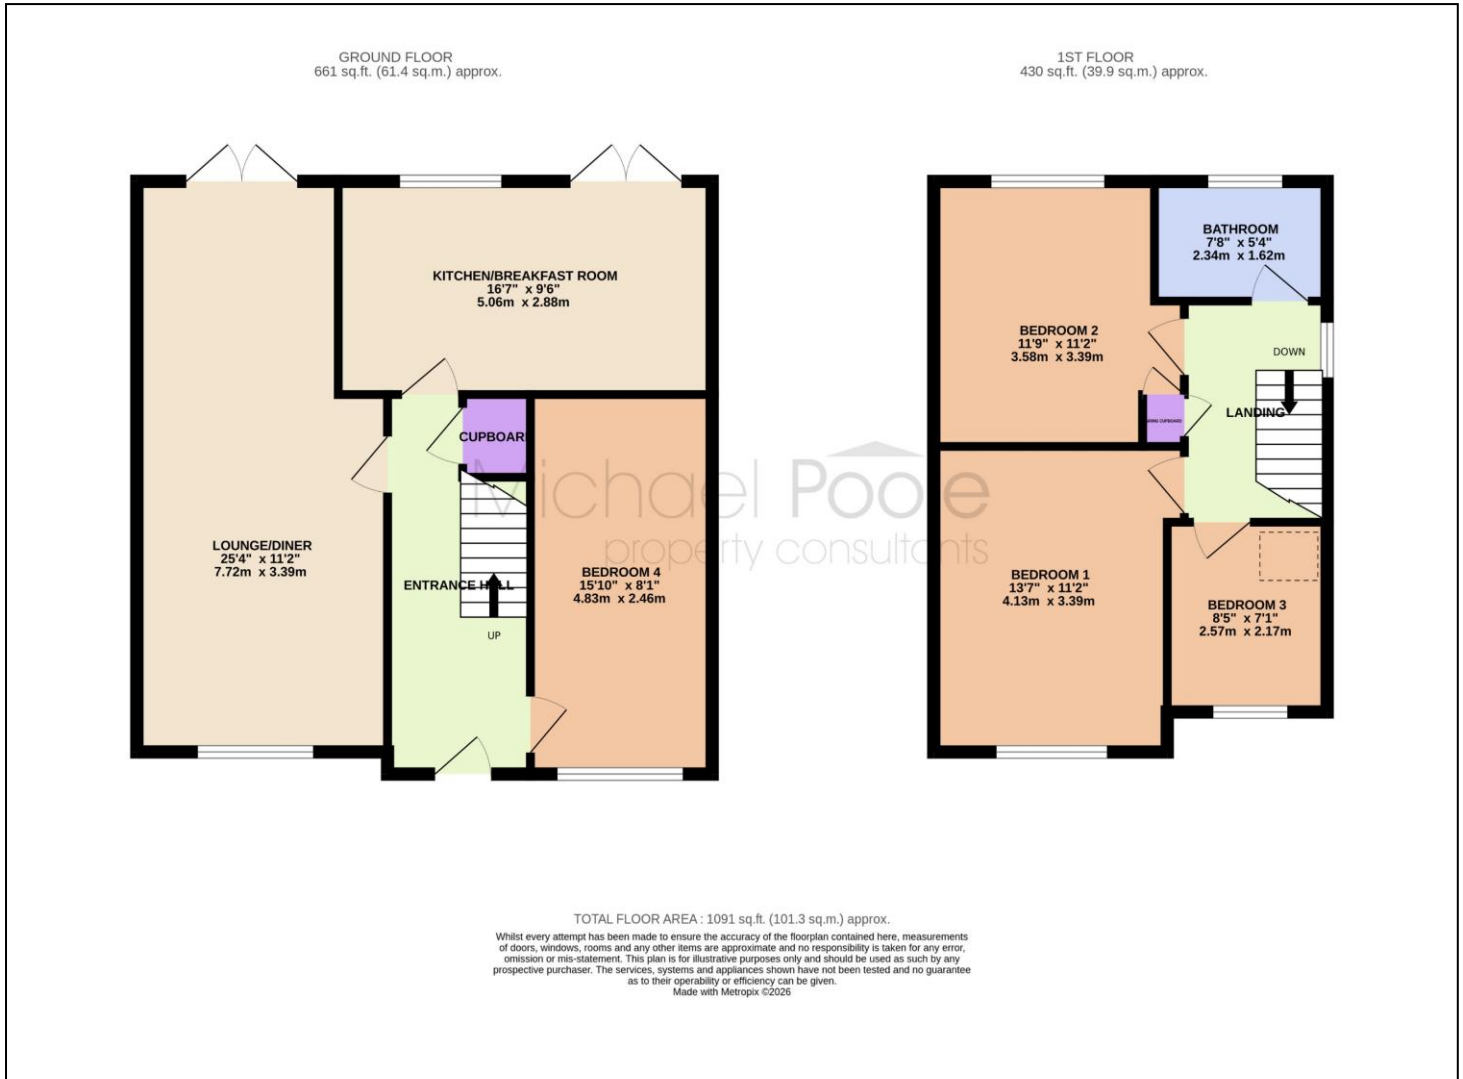 GROUND FLOOR
661 sq.ft. (61.4 sq.m.) approx.
1ST FLOOR
430 sq.ft. (39.9 sq.m.) approx.
KITCHEN/BREAKFAST ROOM
16'7" x 9'6"
5.06m x 2.88m
CUPBOAR
LOUNGE/DINER
25'4" x 11'2"
7.72m x 3.39m
ENTRANCE HALL
UP
BEDROOM 4
15'10" x 8'1"
4.83m x 2.46m
BATHROOM
7'8" x 5'4"
2.34m x 1.62m
BEDROOM 2
11'9" x 11'2"
3.58m x 3.39m
DOWN
LANDING
CUPBOARD
BEDROOM 1
13'7" x 11'2"
4.13m x 3.39m
BEDROOM 3
8'5" x 7'1"
2.57m x 2.17m
Michael Poole
property consultants
TOTAL FLOOR AREA : 1091 sq.ft. (101.3 sq.m.) approx.
Whilst every attempt has been made to ensure the accuracy of the floorplan contained here, measurements
of doors, windows, rooms and any other items are approximate and no responsibility is taken for any error,
omission or mis-statement. This plan is for illustrative purposes only and should be used as such by any
prospective purchaser. The services, systems and appliances shown have not been tested and no guarantee
as to their operability or efficiency can be given.
Made with Metropix ©2026